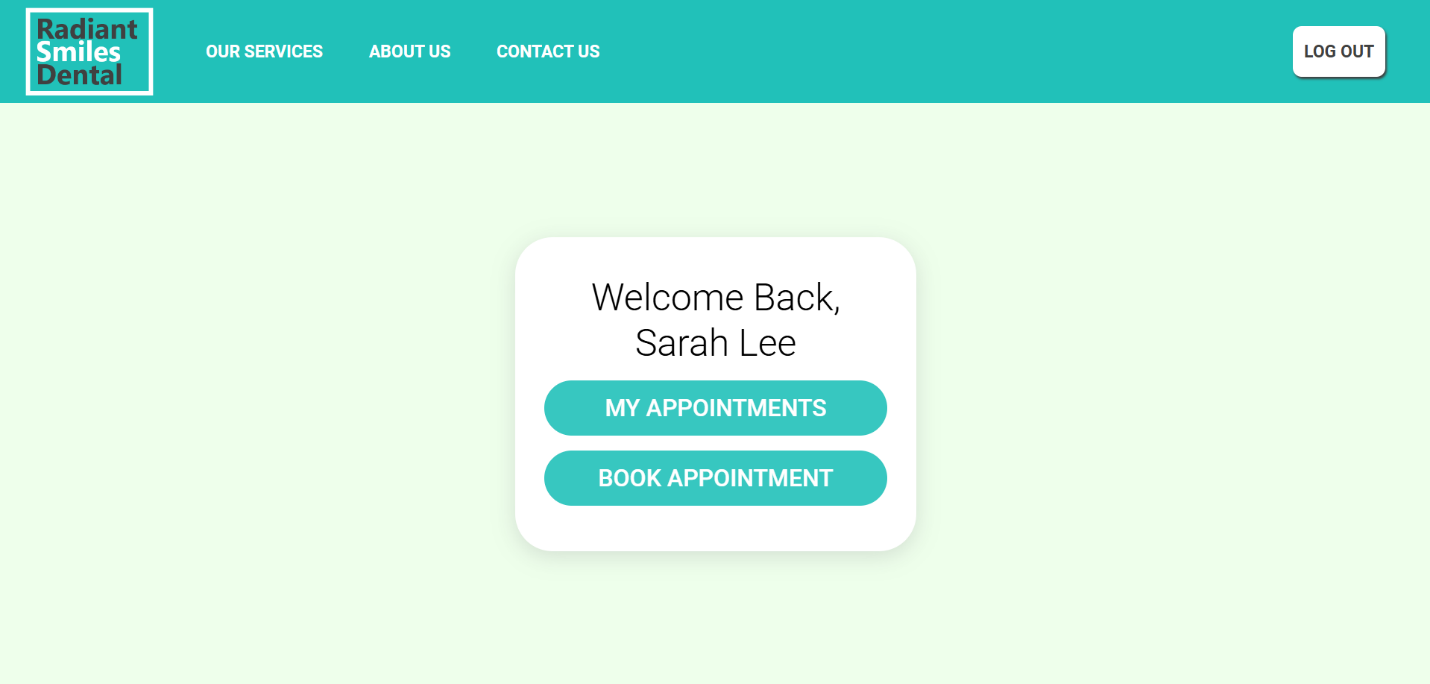 Radiant
Smiles
Dental
OUR SERVICES
ABOUT US
CONTACT US
LOG OUT
Welcome Back,
Sarah Lee
MY APPOINTMENTS
BOOK APPOINTMENT